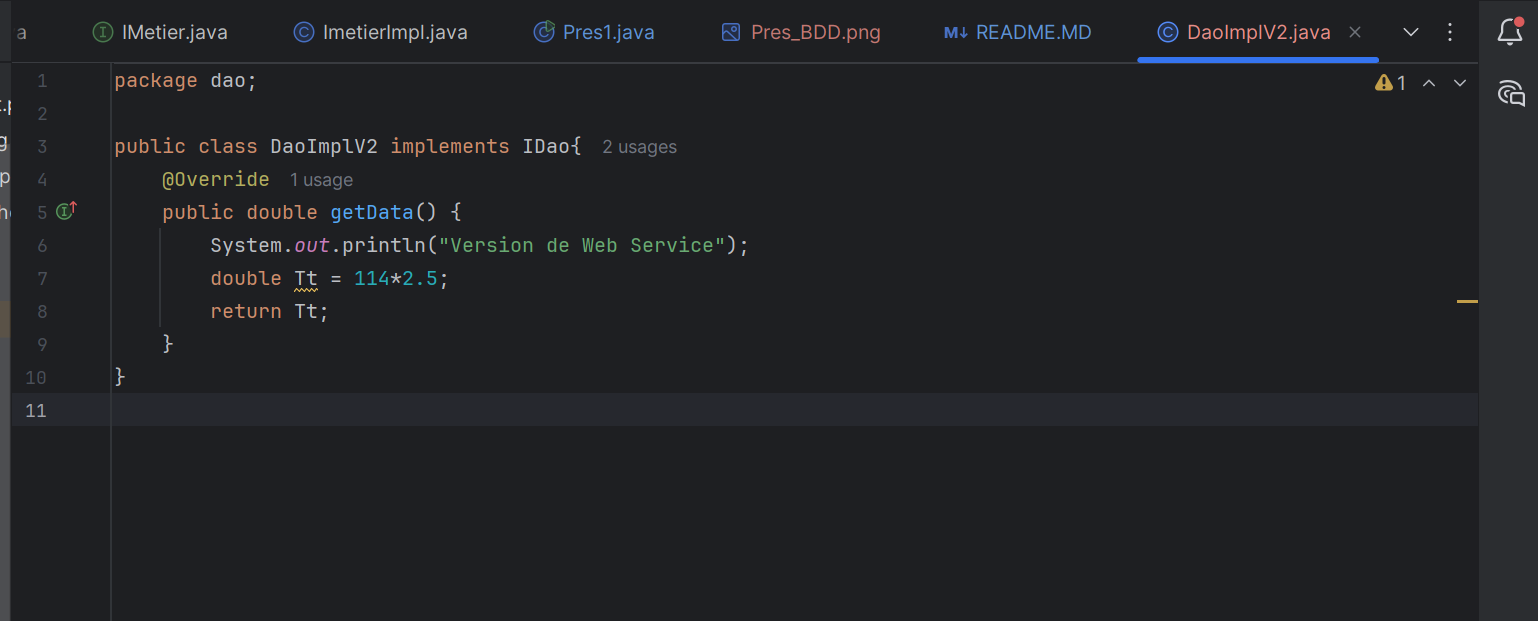 a IMetier.java ImetierImpl.java Pres1.java Pres_BDD.png M↓ README.MD DaoImplV2.java
1 package dao; 1
2
3 public class DaoImplV2 implements IDao{ 2 usages
4 @Override 1 usage
5 public double getData() {
6 System.out.println("Version de Web Service");
7 double Tt = 114*2.5;
8 return Tt;
9 }
10 }
11